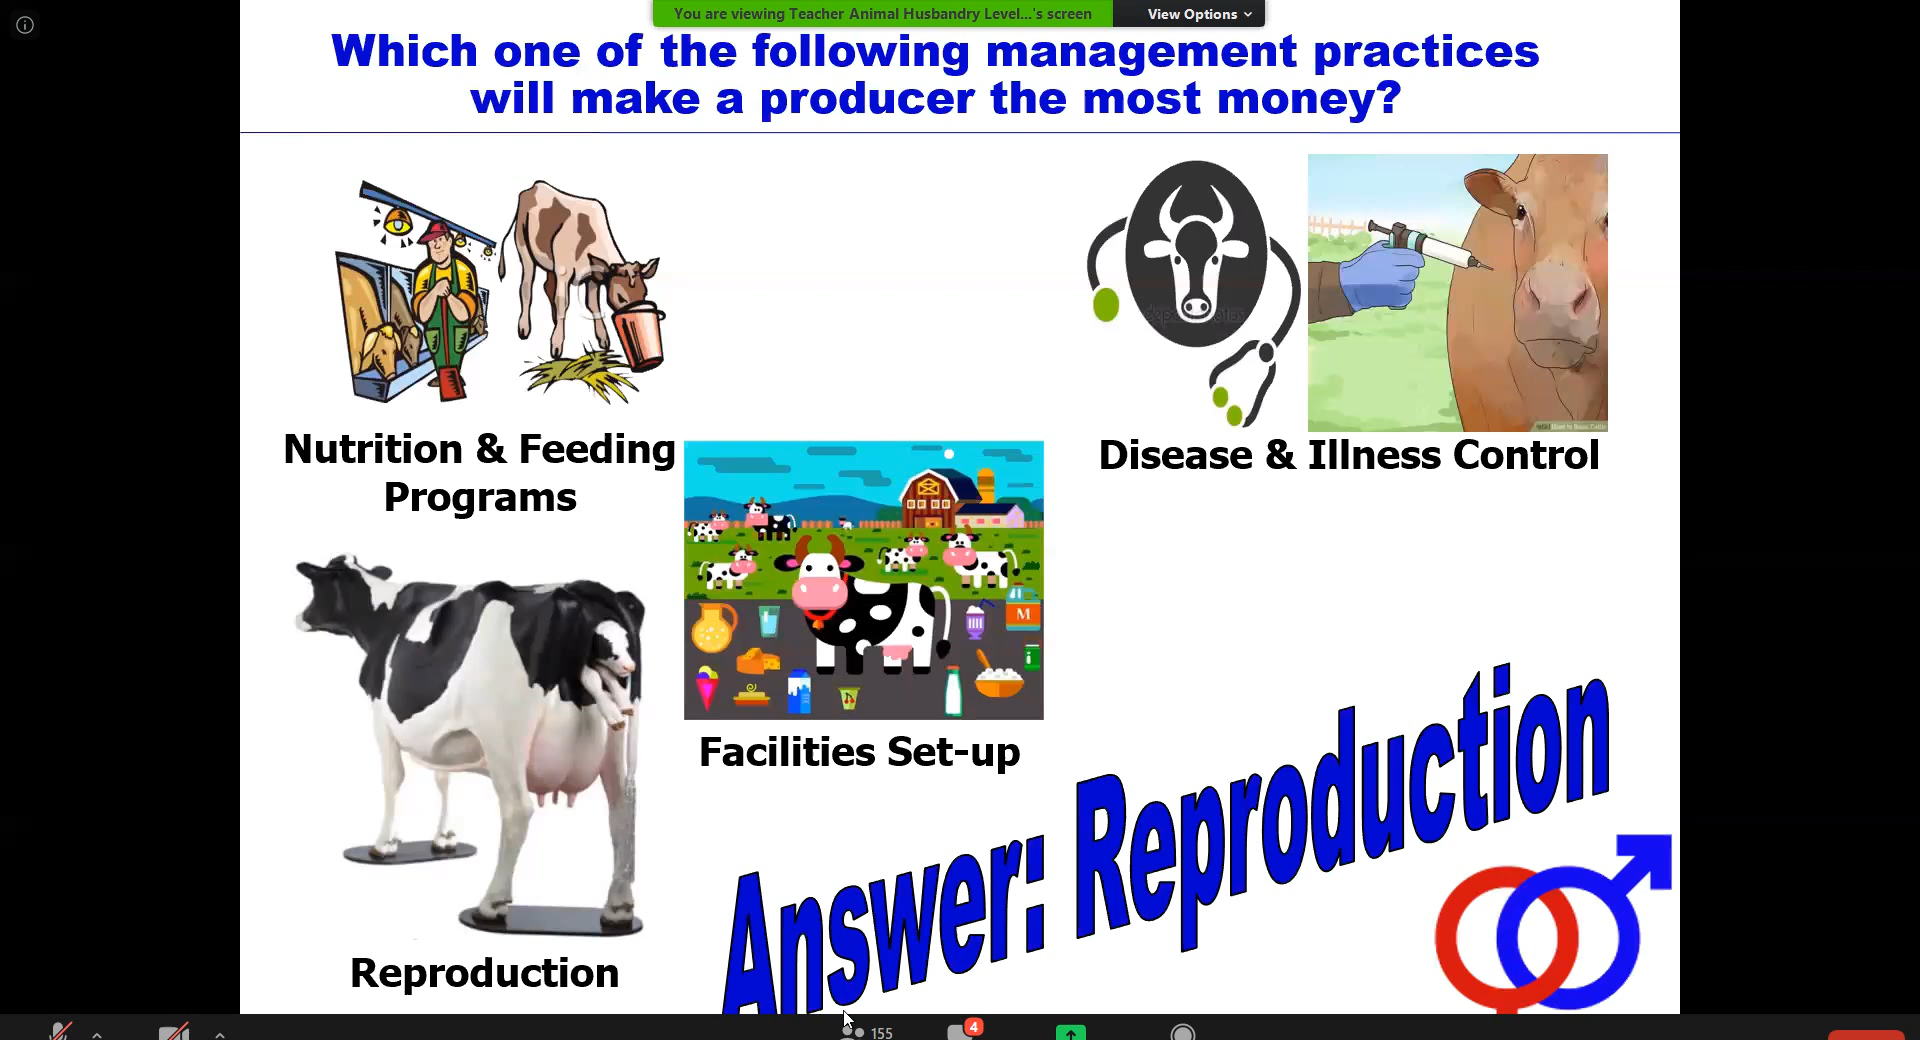 You are viewing Teacher Animal Husbandry Level...'s screen
View Options
Which one of the following management practices
will make a producer the most money?
Nutrition & Feeding
Programs
Disease & Illness Control
M
Facilities Set-up
Reproduction
Answer: Reproduction
155
4